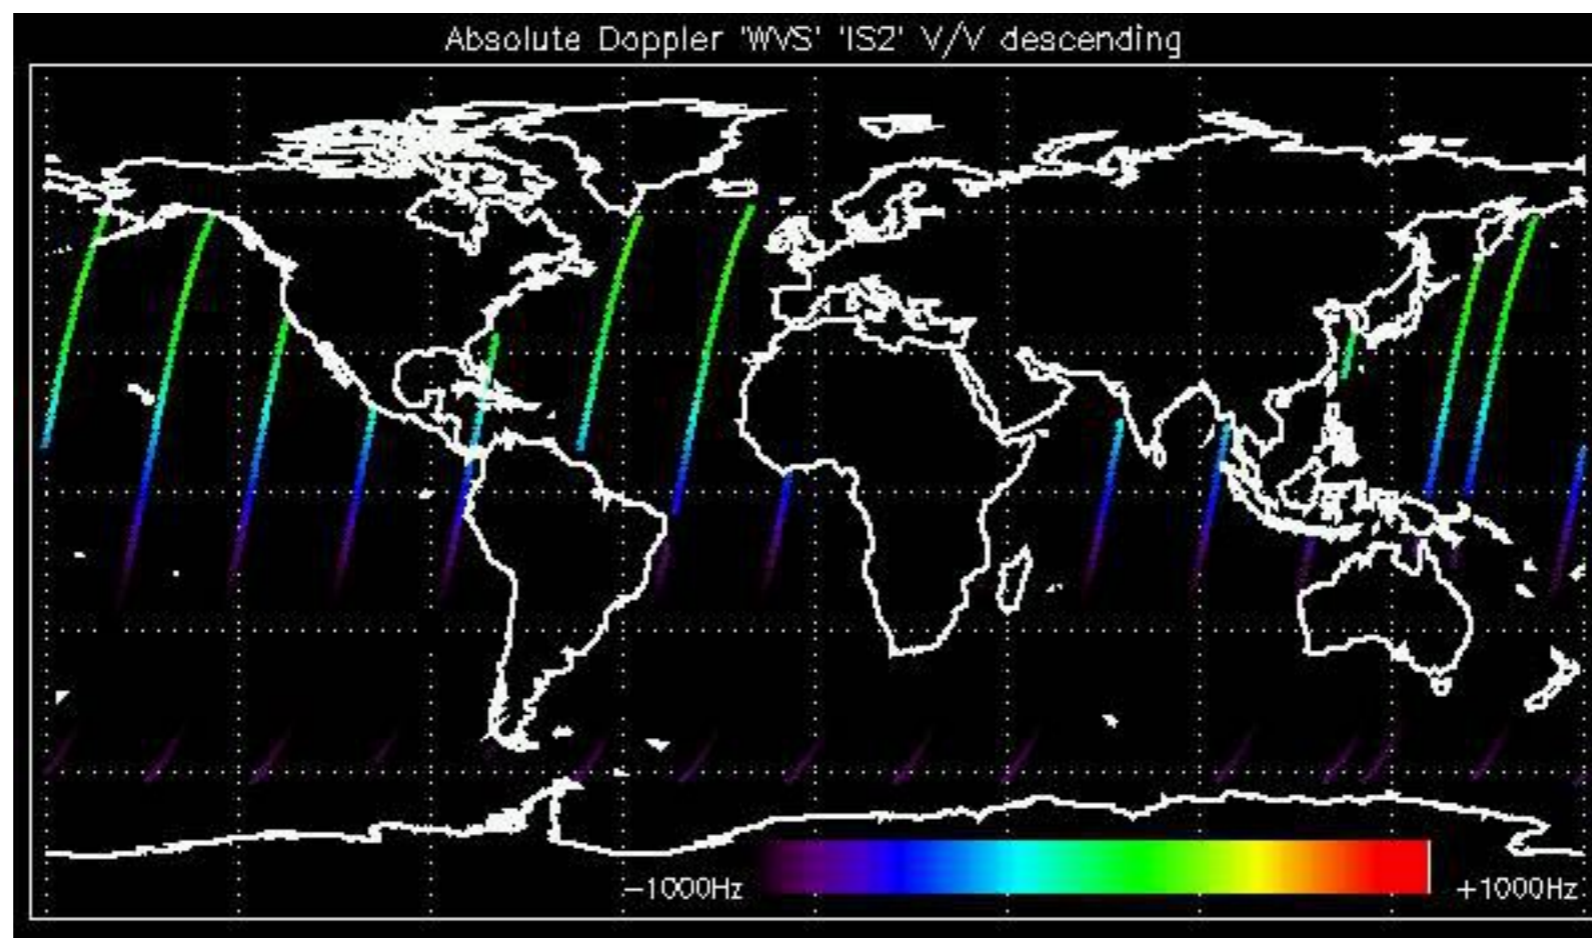 Absolute Doppler 'WVS' 'IS2' V/V descending
−1000Hz +1000Hz